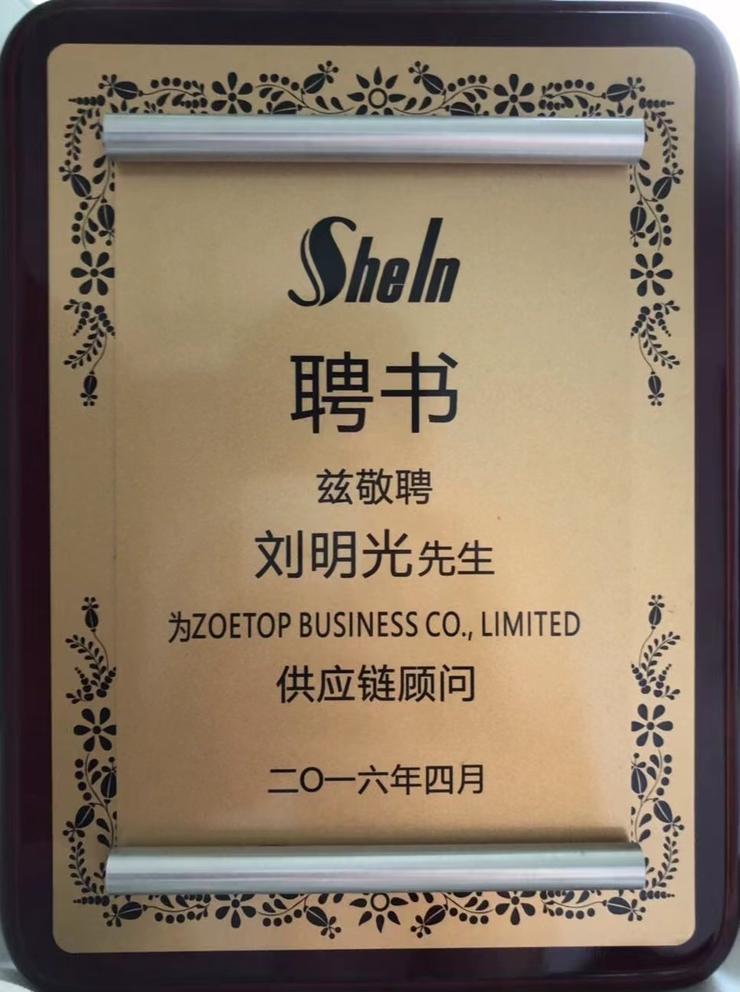 SheIn
聘书
兹敬聘
刘明光先生
为ZOETOP BUSINESS CO., LIMITED
供应链顾问
二〇一六年四月